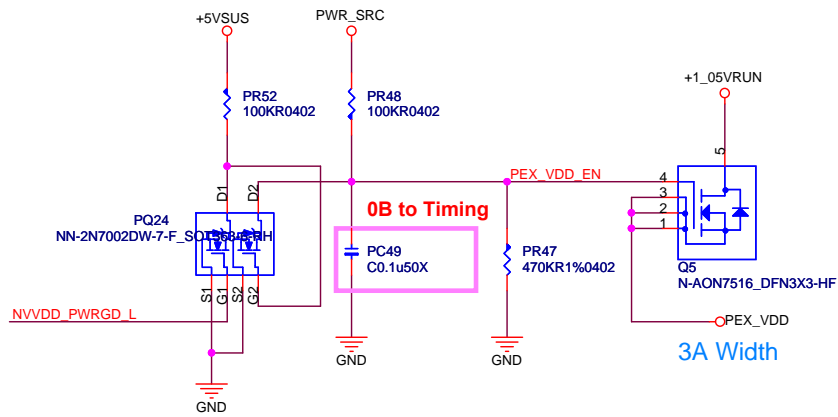 +5VSUS
PWR_SRC
+1_05VRUN
PR52
100KR0402
PR48
100KR0402
5
PEX_VDD_EN
4
3
2
1
D1
D2
0B to Timing
PQ24
PC49
C0.1u50X
PR47
470KR1%0402
Q5
N-AON7516_DFN3X3-HF
S1
G1
S2
G2
NVVDD_PWRGD_L
PEX_VDD
3A Width
GND
GND
GND